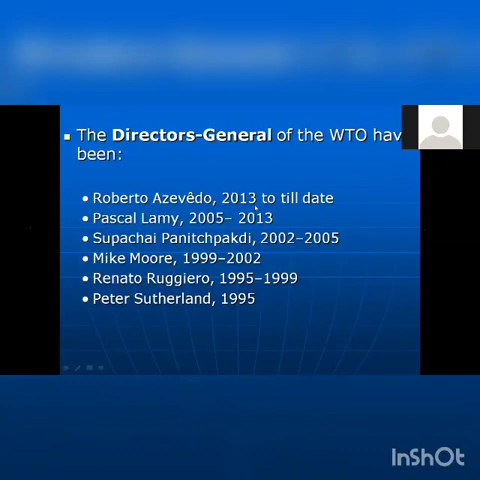 The Directors-General of the WTO hav
been:
Roberto Azevêdo, 2013 to till date
Pascal Lamy, 2005– 2013
Supachai Panitchpakdi, 2002–2005
Mike Moore, 1999–2002
Renato Ruggiero, 1995–1999
Peter Sutherland, 1995
InShOt